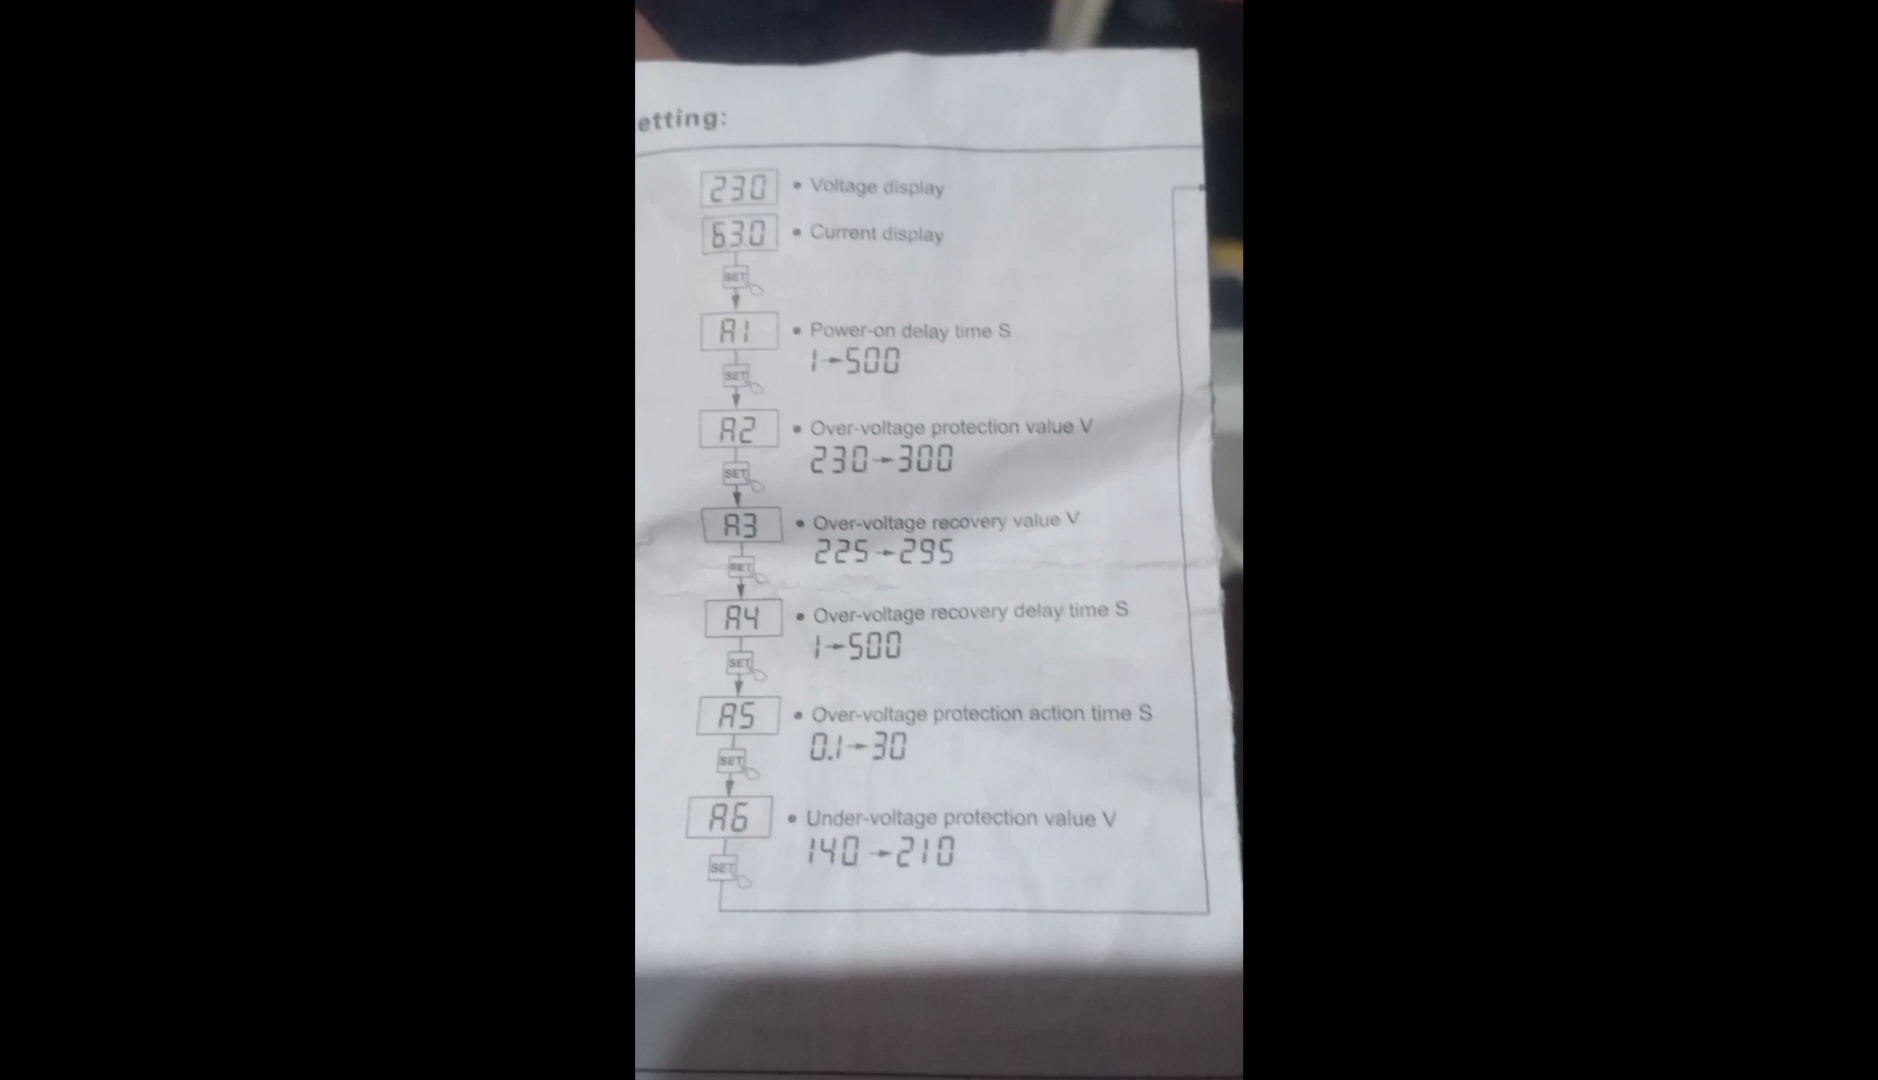 etting:
230 • Voltage display
63.0 • Current display
SET
A1 • Power-on delay time S
1→500
SET
A2 • Over-voltage protection value V
230→300
SET
A3 • Over-voltage recovery value V
225→295
SET
A4 • Over-voltage recovery delay time S
1→500
SET
A5 • Over-voltage protection action time S
0.1→30
SET
A6 • Under-voltage protection value V
140→210
SET